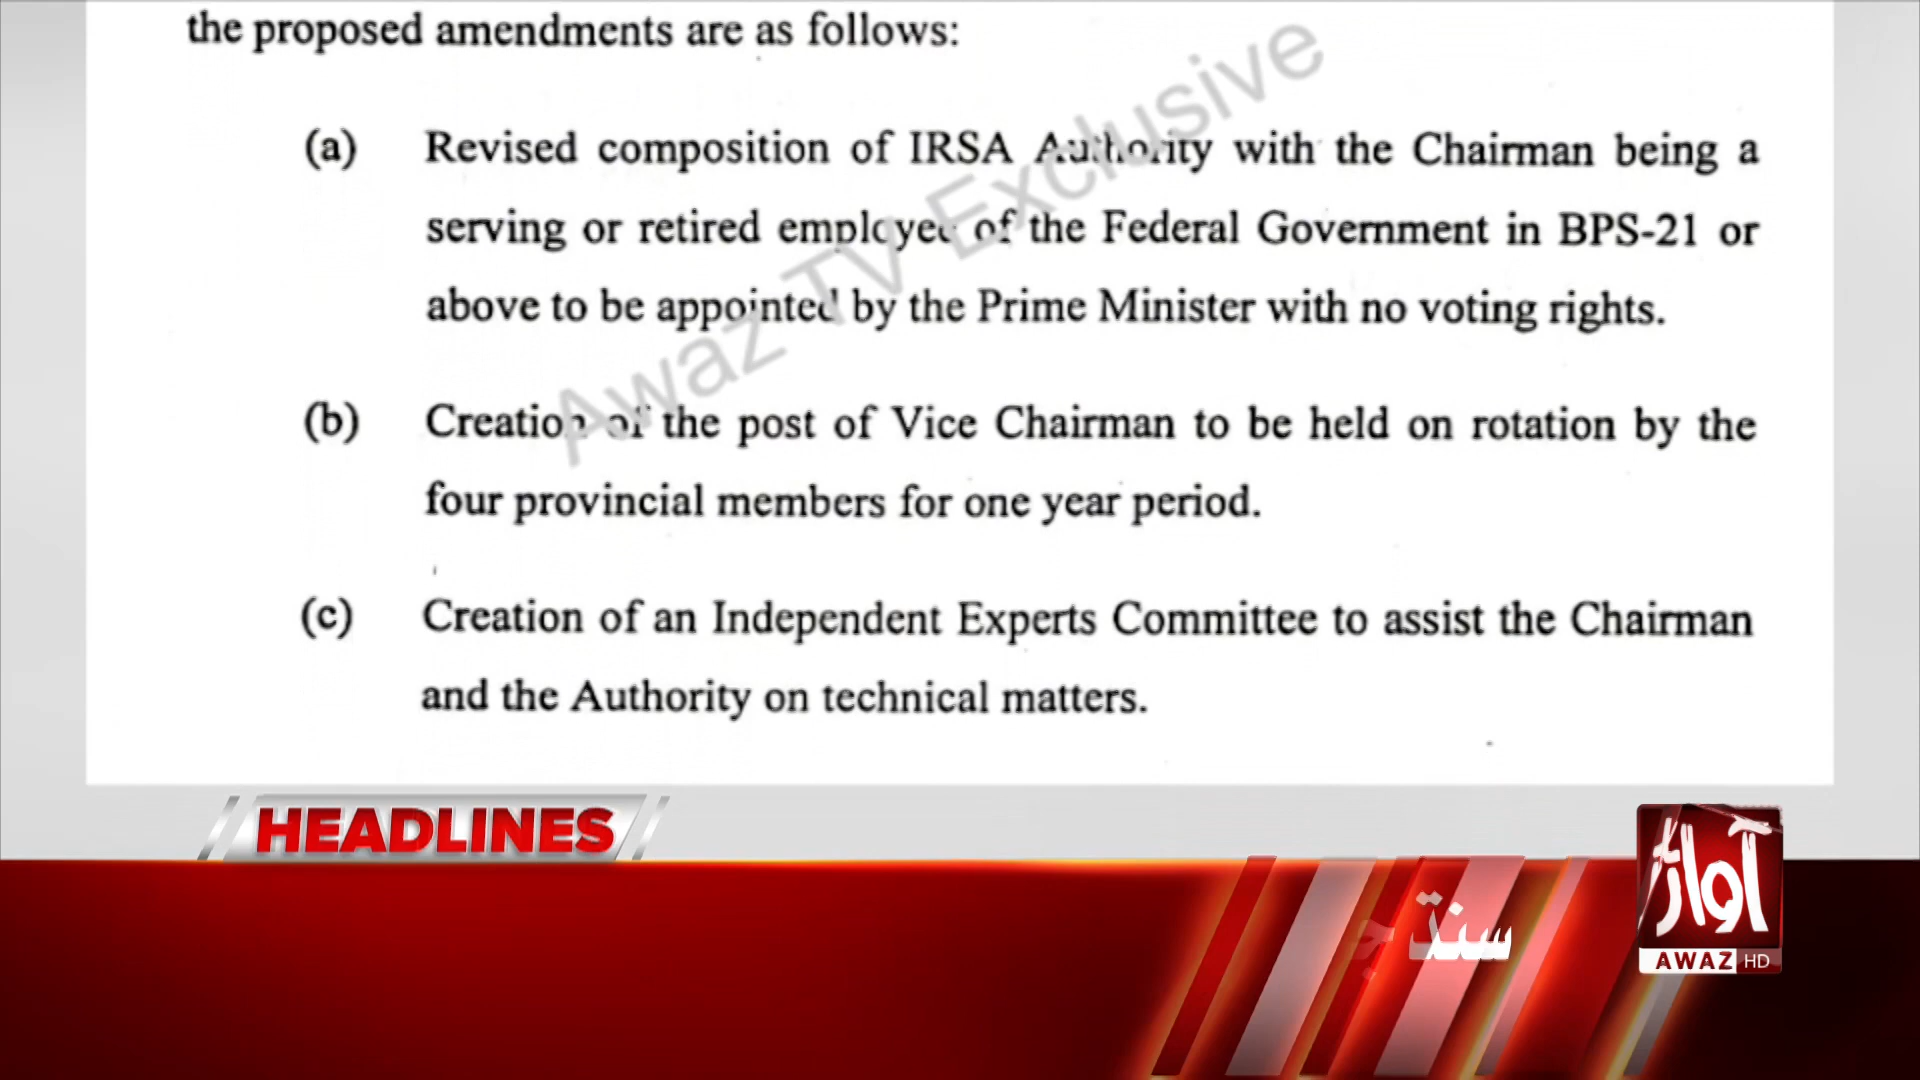 the proposed amendments are as follows:
(a) Revised composition of IRSA Authority with the Chairman being a
serving or retired employee of the Federal Government in BPS-21 or
above to be appointed by the Prime Minister with no voting rights.
(b) Creation of the post of Vice Chairman to be held on rotation by the
four provincial members for one year period.
(c) Creation of an Independent Experts Committee to assist the Chairman
and the Authority on technical matters.
Awaz TV Exclusive
HEADLINES
آواز
AWAZ HD